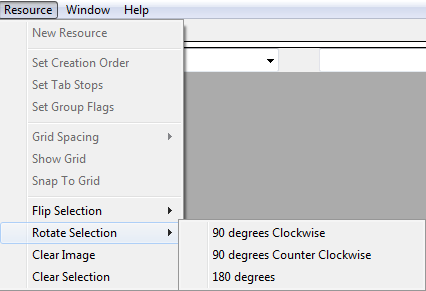 Resource Window Help
New Resource
Set Creation Order
Set Tab Stops
Set Group Flags
Grid Spacing
Show Grid
Snap To Grid
Flip Selection
Rotate Selection
90 degrees Clockwise
Clear Image
90 degrees Counter Clockwise
Clear Selection
180 degrees